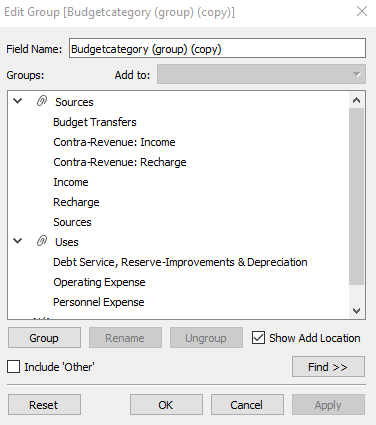 Edit Group [Budgetcategory (group) (copy)]
Field Name: Budgetcategory (group) (copy)
Groups: Add to:
Sources
Budget Transfers
Contra-Revenue: Income
Contra-Revenue: Recharge
Income
Recharge
Sources
Uses
Debt Service, Reserve-Improvements & Depreciation
Operating Expense
Personnel Expense
Group Rename Ungroup Show Add Location
Include 'Other' Find >>
Reset OK Cancel Apply